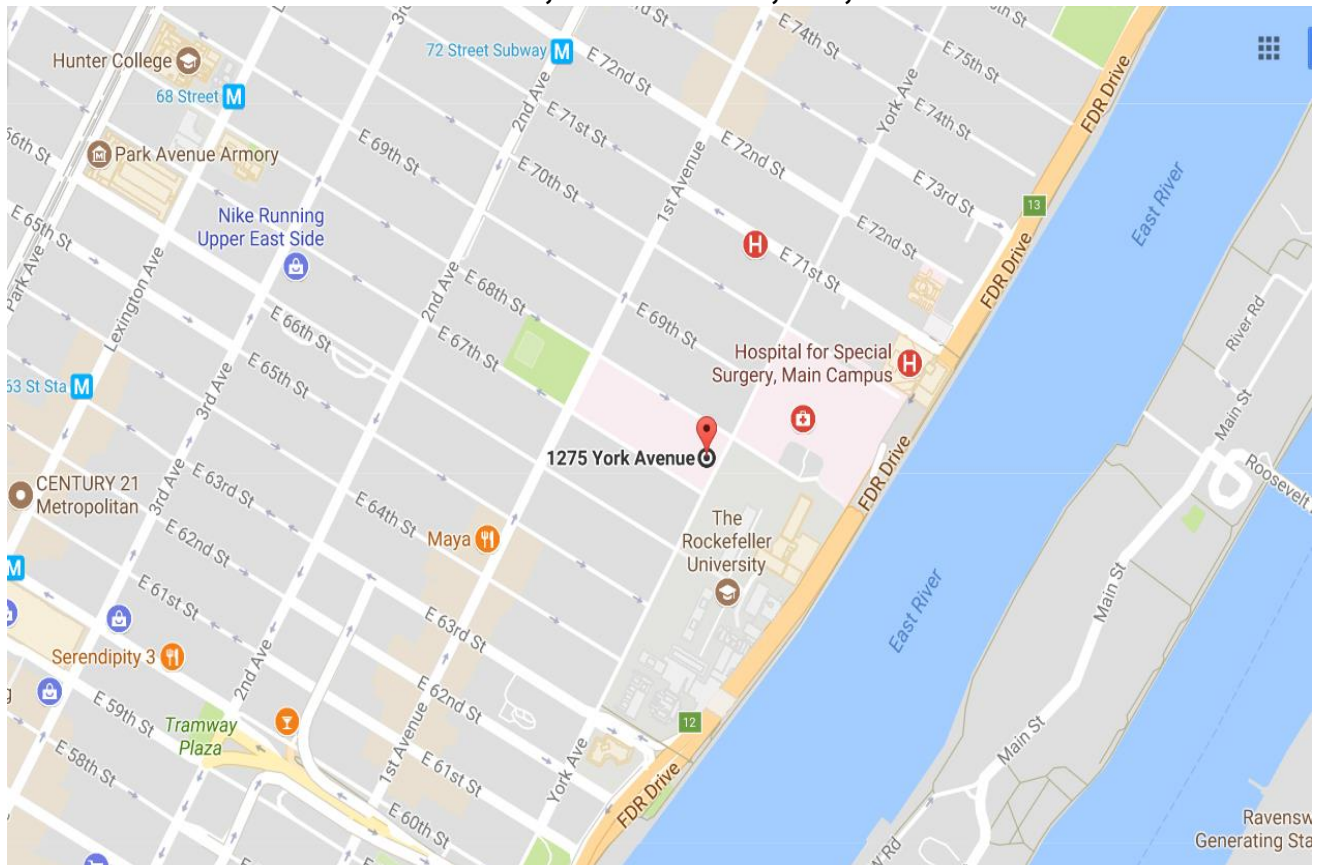 Hunter College
68 Street
72 Street Subway
E 72nd St
E 74th St
York Ave
E 75th St
E 74th St
FDR Drive
Park Avenue Armory
E 69th St
2nd Ave
E 71st St
E 70th St
1st Avenue
E 72nd St
E 73rd St
13
East River
E 65th St
Park Ave
Nike Running
Upper East Side
Lexington Ave
2nd Ave
E 68th St
E 69th St
E 71st St
E 72nd St
FDR Drive
River Rd
E 66th St
E 67th St
E 65th St
3rd Ave
63 St Sta
Hospital for Special
Surgery, Main Campus
Main St
1275 York Avenue
CENTURY 21
Metropolitan
3rd Ave
E 63rd St
E 64th St
E 62nd St
FDR Drive
Roosevelt
Maya
The
Rockefeller
University
East River
Main St
E 61st St
E 63rd St
Serendipity 3
2nd Ave
E 62nd St
E 59th St
Tramway
Plaza
1st Avenue
12
York Ave
E 61st St
FDR Drive
Main St
E 58th St
E 60th St
Ravensw
Generating Sta